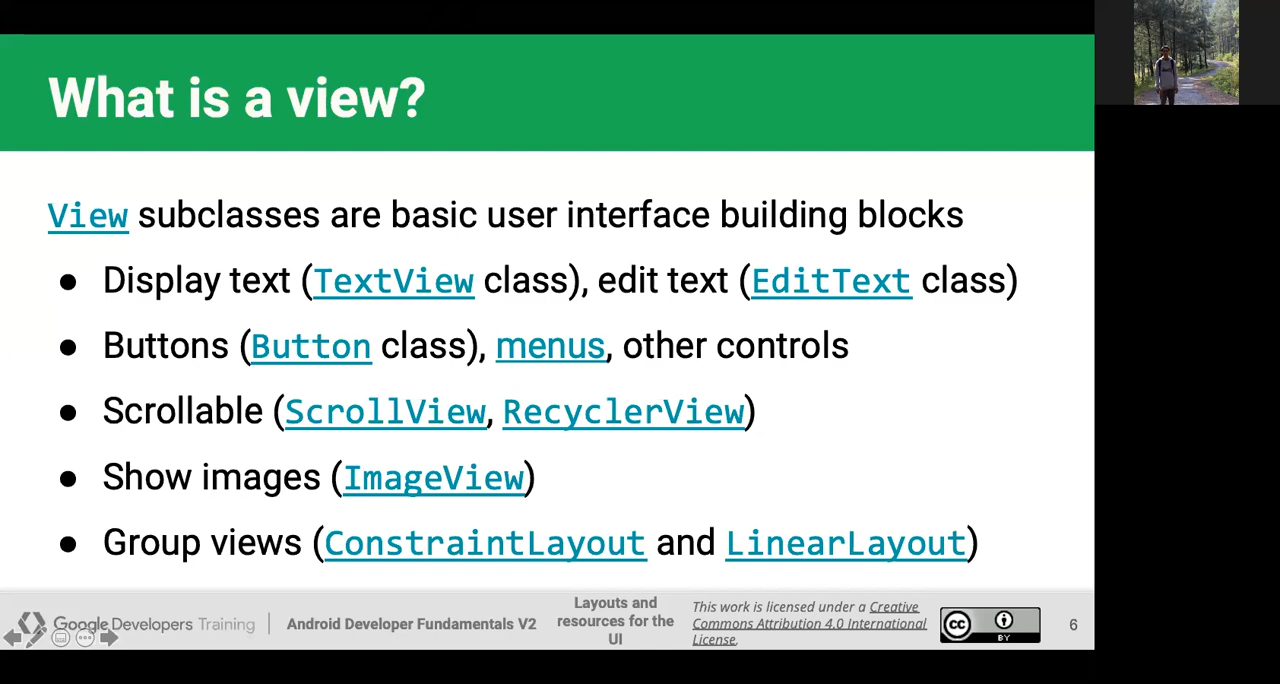 What is a view?
View subclasses are basic user interface building blocks
● Display text (TextView class), edit text (EditText class)
● Buttons (Button class), menus, other controls
● Scrollable (ScrollView, RecyclerView)
● Show images (ImageView)
● Group views (ConstraintLayout and LinearLayout)
Google Developers Training
Android Developer Fundamentals V2
Layouts and
resources for the
UI
This work is licensed under a Creative
Commons Attribution 4.0 International
License.
cc
BY
6